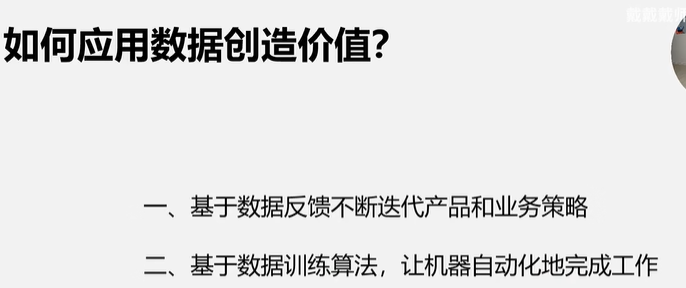 如何应用数据创造价值?
一、基于数据反馈不断迭代产品和业务策略
二、基于数据训练算法，让机器自动化地完成工作